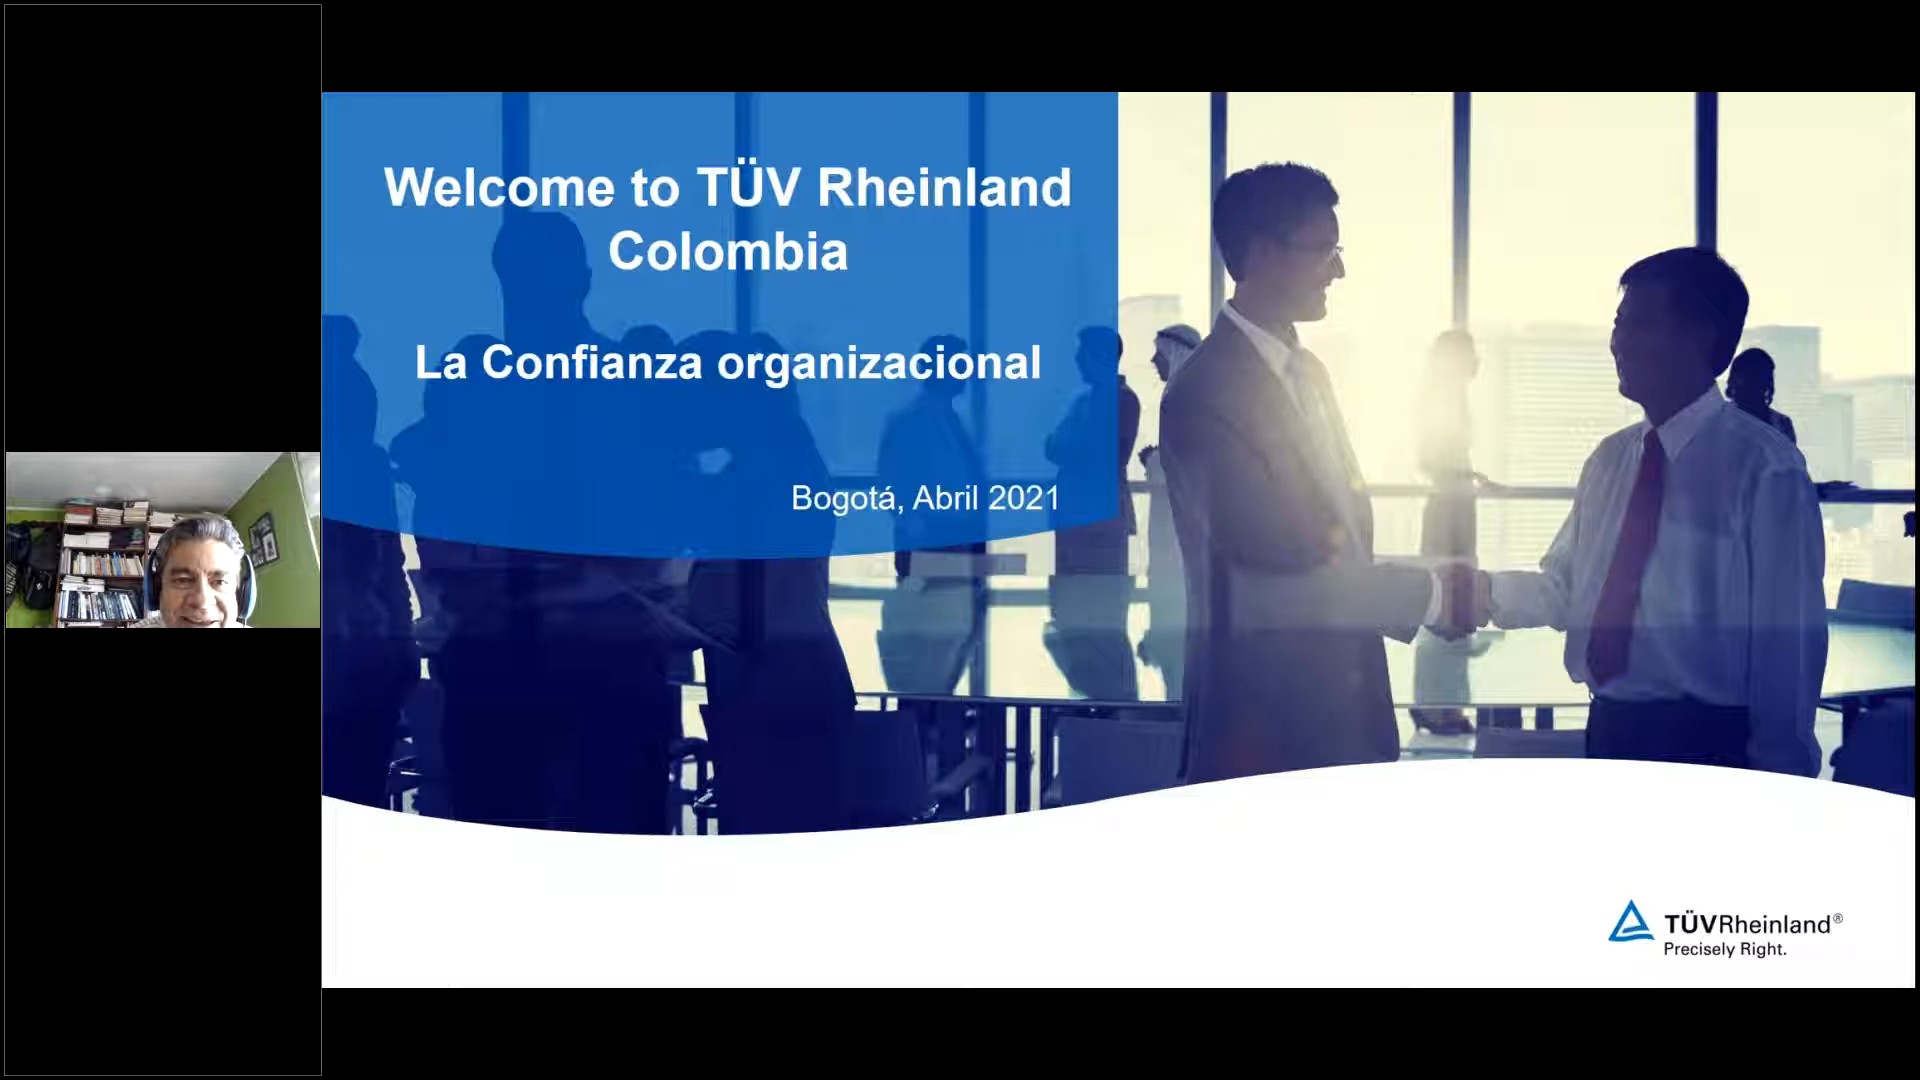 Welcome to TÜV Rheinland
Colombia
La Confianza organizacional
Bogotá, Abril 2021
TÜVRheinland®
Precisely Right.